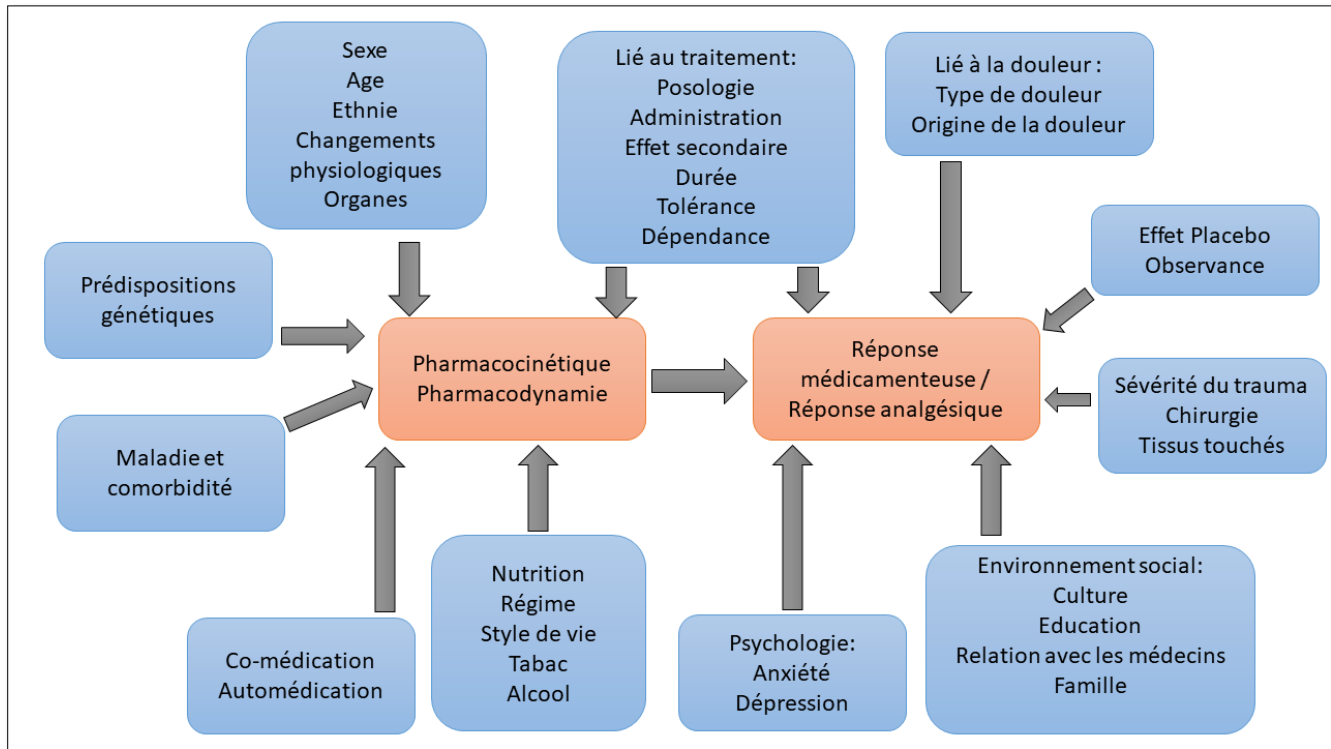 Sexe
Age
Ethnie
Changements
physiologiques
Organes
Lié au traitement:
Posologie
Administration
Effet secondaire
Durée
Tolérance
Dépendance
Lié à la douleur :
Type de douleur
Origine de la douleur
Effet Placebo
Observance
Prédispositions
génétiques
Pharmacocinétique
Pharmacodynamie
Réponse
médicamenteuse /
Réponse analgésique
Sévérité du trauma
Chirurgie
Tissus touchés
Maladie et
comorbidité
Co-médication
Automédication
Nutrition
Régime
Style de vie
Tabac
Alcool
Psychologie:
Anxiété
Dépression
Environnement social:
Culture
Education
Relation avec les médecins
Famille